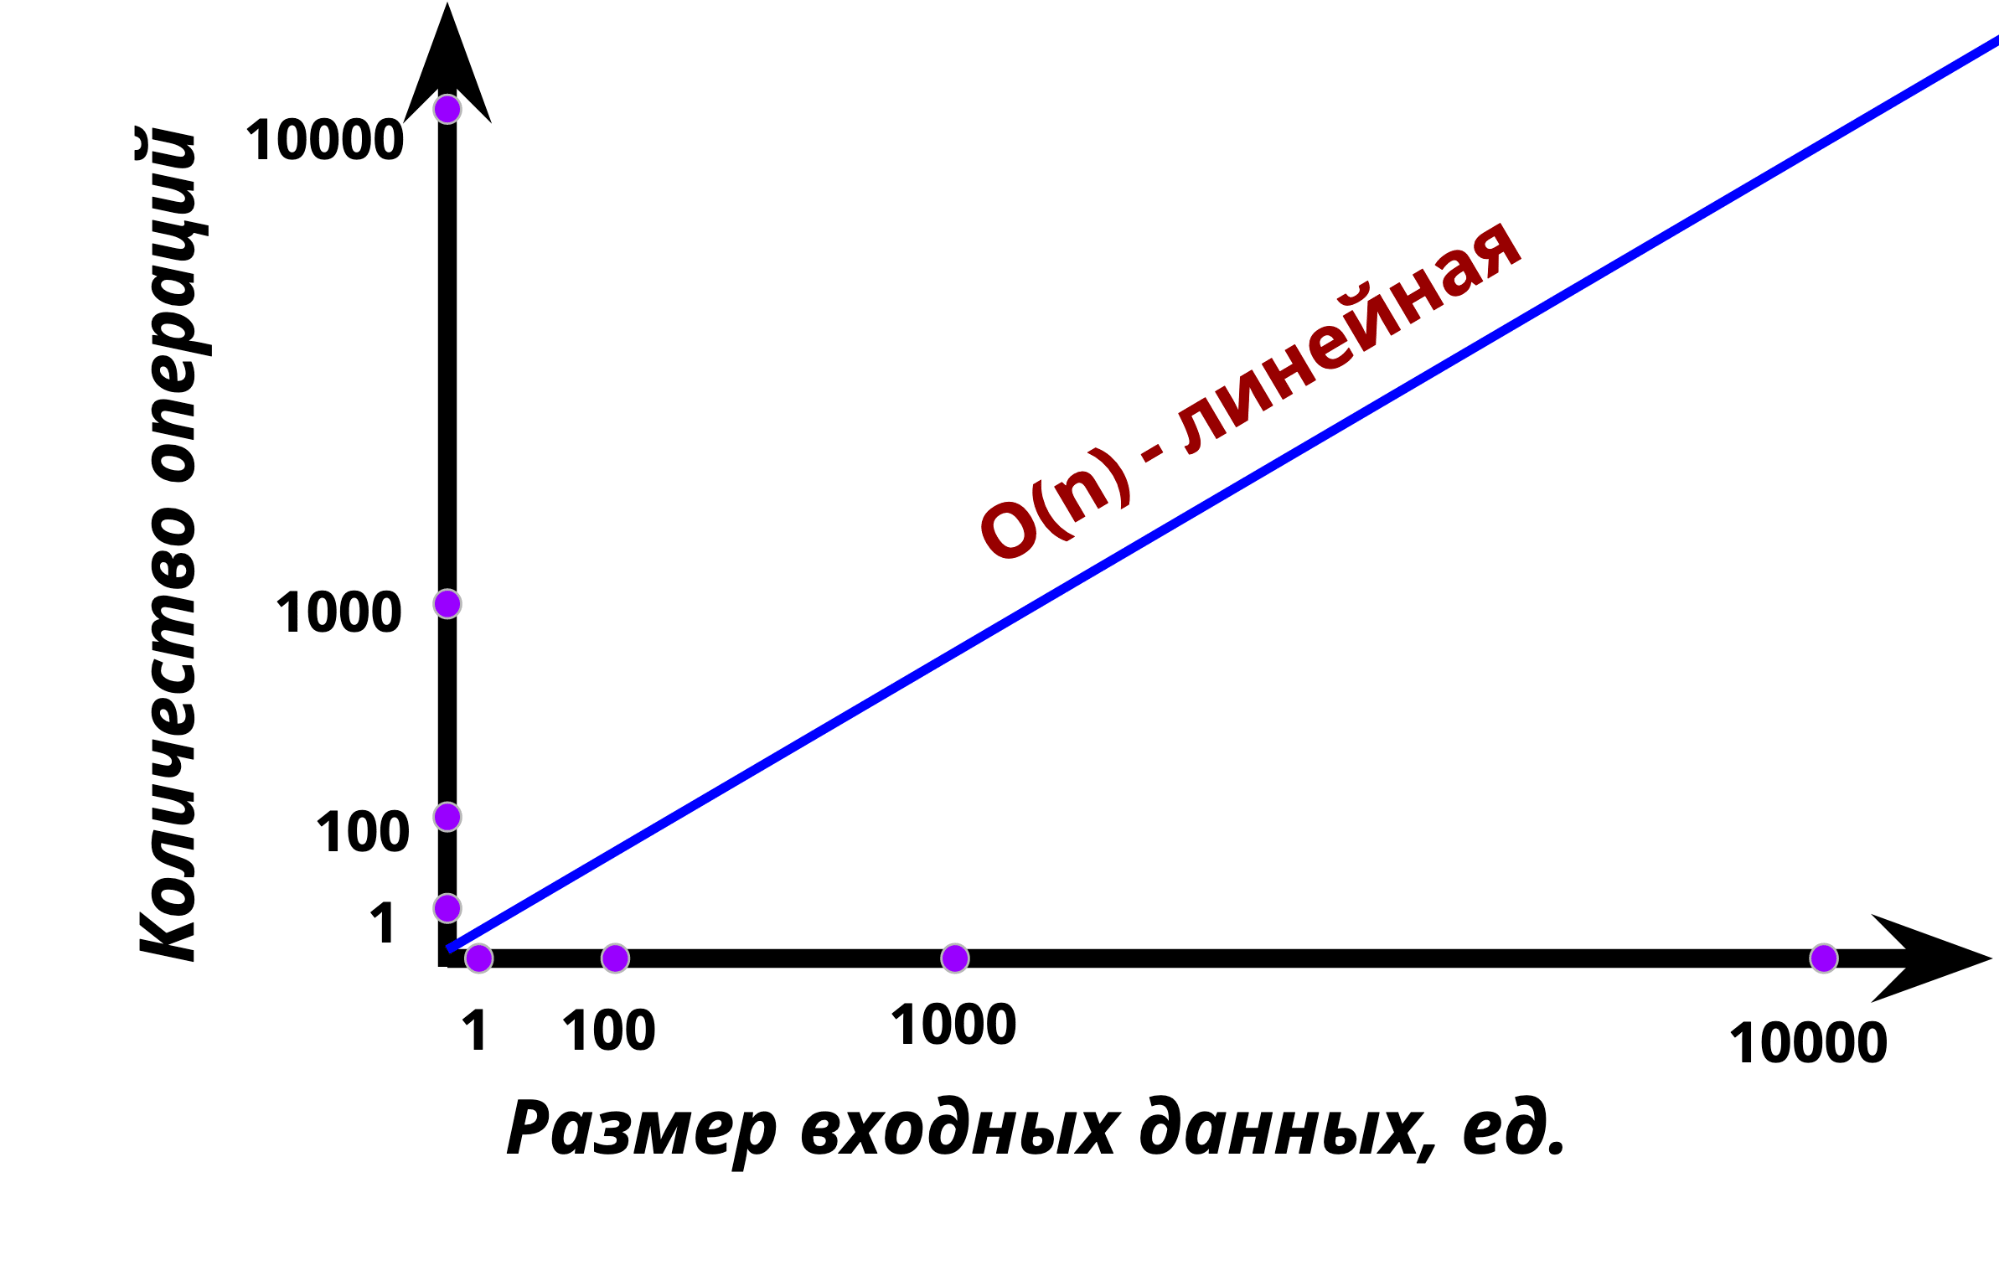 Количество операций
10000
1000
100
1
O(n) - линейная
1
100
1000
10000
Размер входных данных, ед.